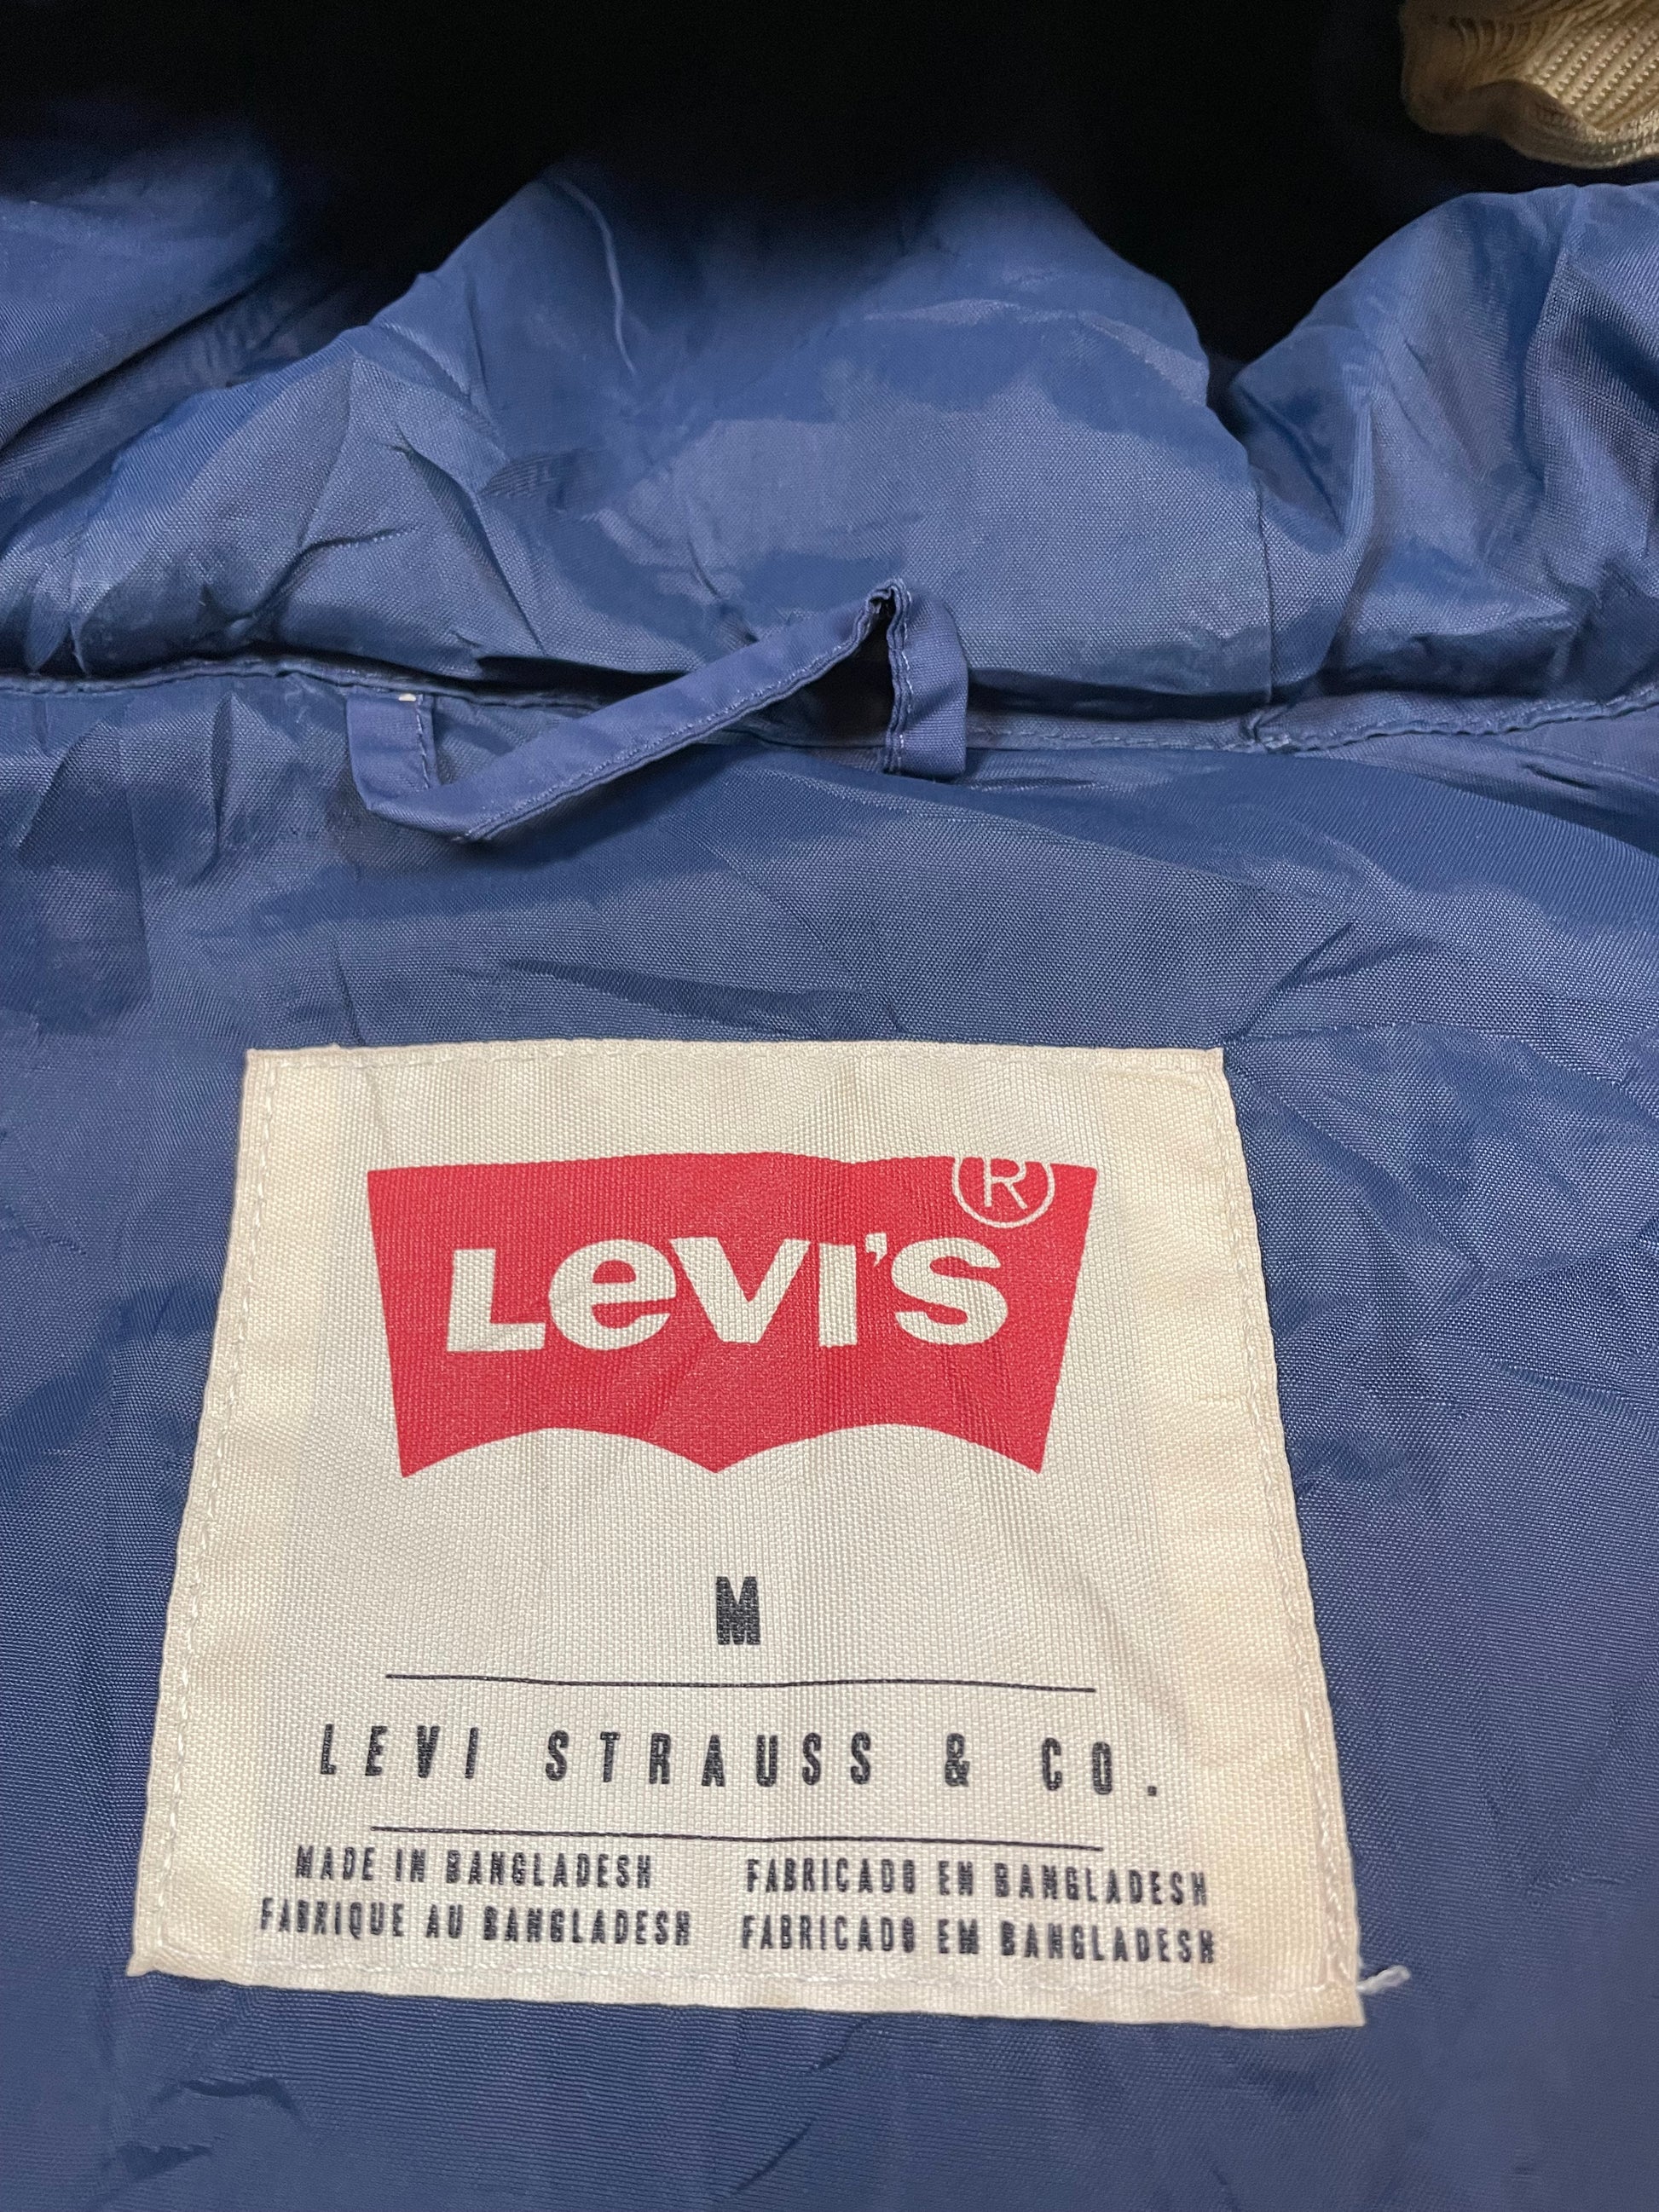 LEVI'S®
M
LEVI STRAUSS & CO.
MADE IN BANGLADESH
FABRIQUE AU BANGLADESH
FABRICADO EN BANGLADESH
FABRICADO EM BANGLADESH